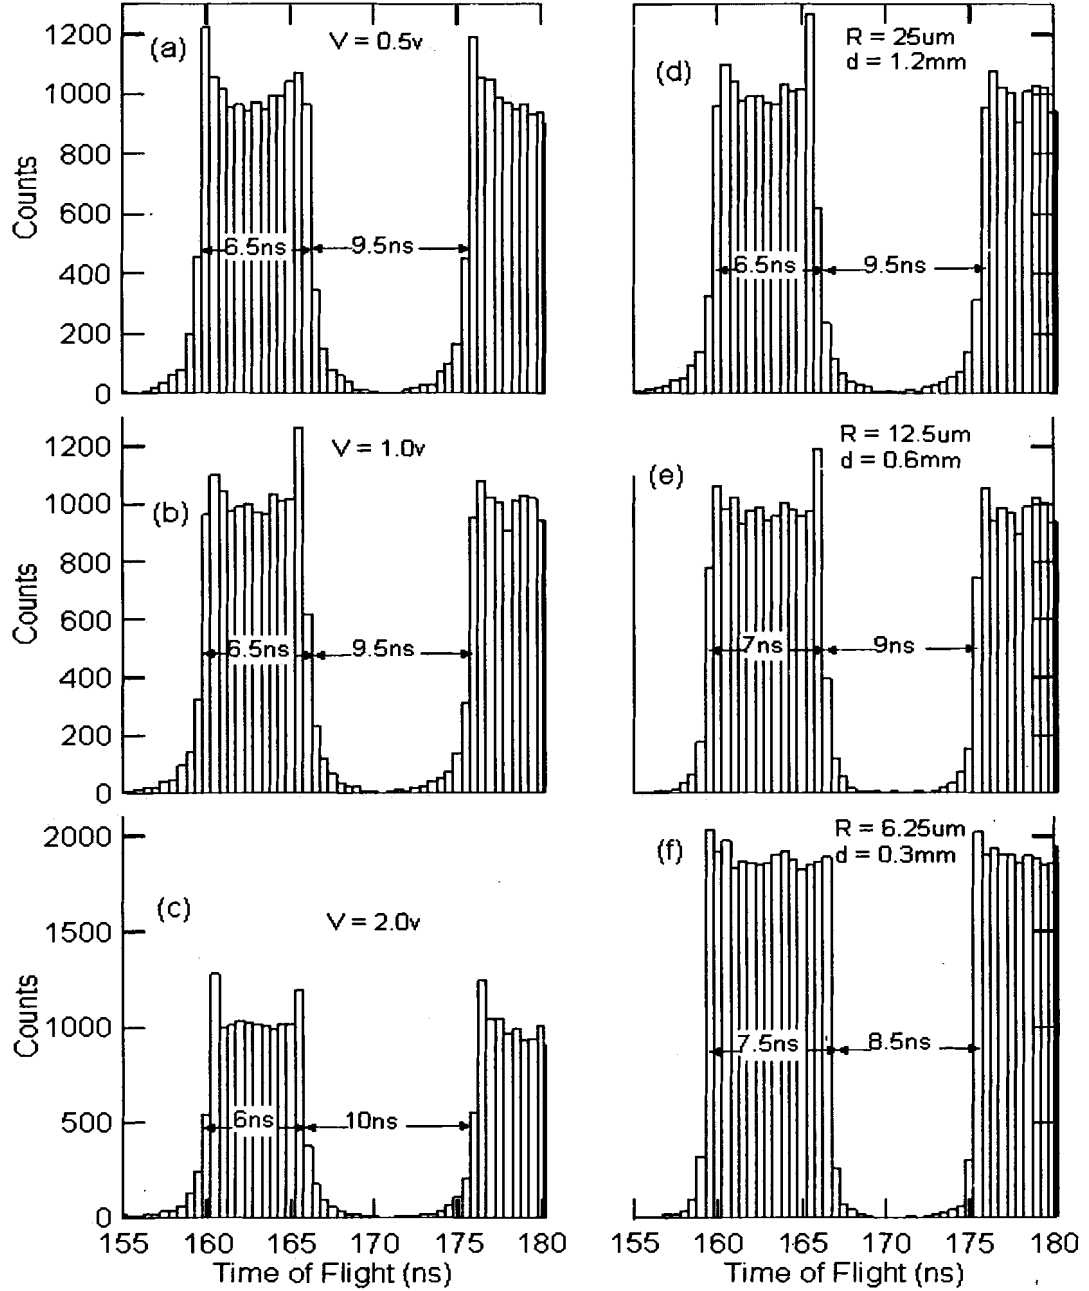 1200
1000
800
600
400
200
0
Counts
(a)
V = 0.5v
6.5ns
9.5ns
(d)
R = 25um
d = 1.2mm
6.5ns
9.5ns
1200
1000
800
600
400
200
0
Counts
(b)
V = 1.0v
6.5ns
9.5ns
(e)
R = 12.5um
d = 0.6mm
7ns
9ns
2000
1500
1000
500
0
Counts
(c)
V = 2.0v
6ns
10ns
(f)
R = 6.25um
d = 0.3mm
7.5ns
8.5ns
155 160 165 170 175 180
Time of Flight (ns)
155 160 165 170 175 180
Time of Flight (ns)